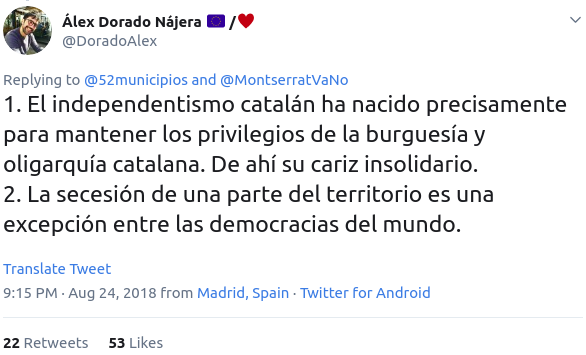 Álex Dorado Nájera 🇪🇺 /❤
@DoradoAlex
Replying to @52municipios and @MontserratVaNo
1. El independentismo catalán ha nacido precisamente
para mantener los privilegios de la burguesía y
oligarquía catalana. De ahí su cariz insolidario.
2. La secesión de una parte del territorio es una
excepción entre las democracias del mundo.
Translate Tweet
9:15 PM · Aug 24, 2018 from Madrid, Spain · Twitter for Android
22 Retweets 53 Likes